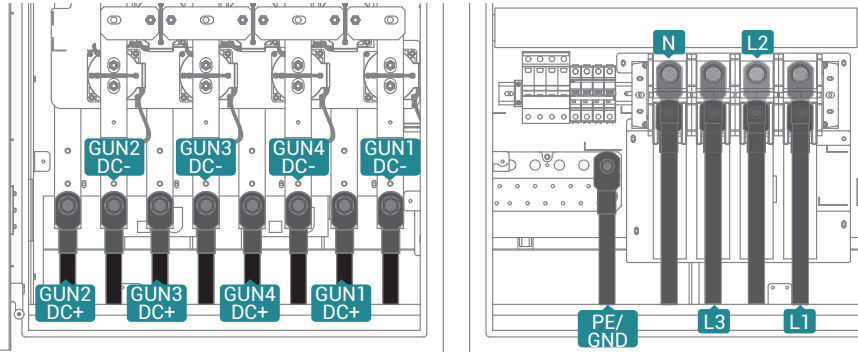 GUN2
DC-
GUN3
DC-
GUN4
DC-
GUN1
DC-
GUN2
DC+
GUN3
DC+
GUN4
DC+
GUN1
DC+
N
L2
PE/
GND
L3
L1